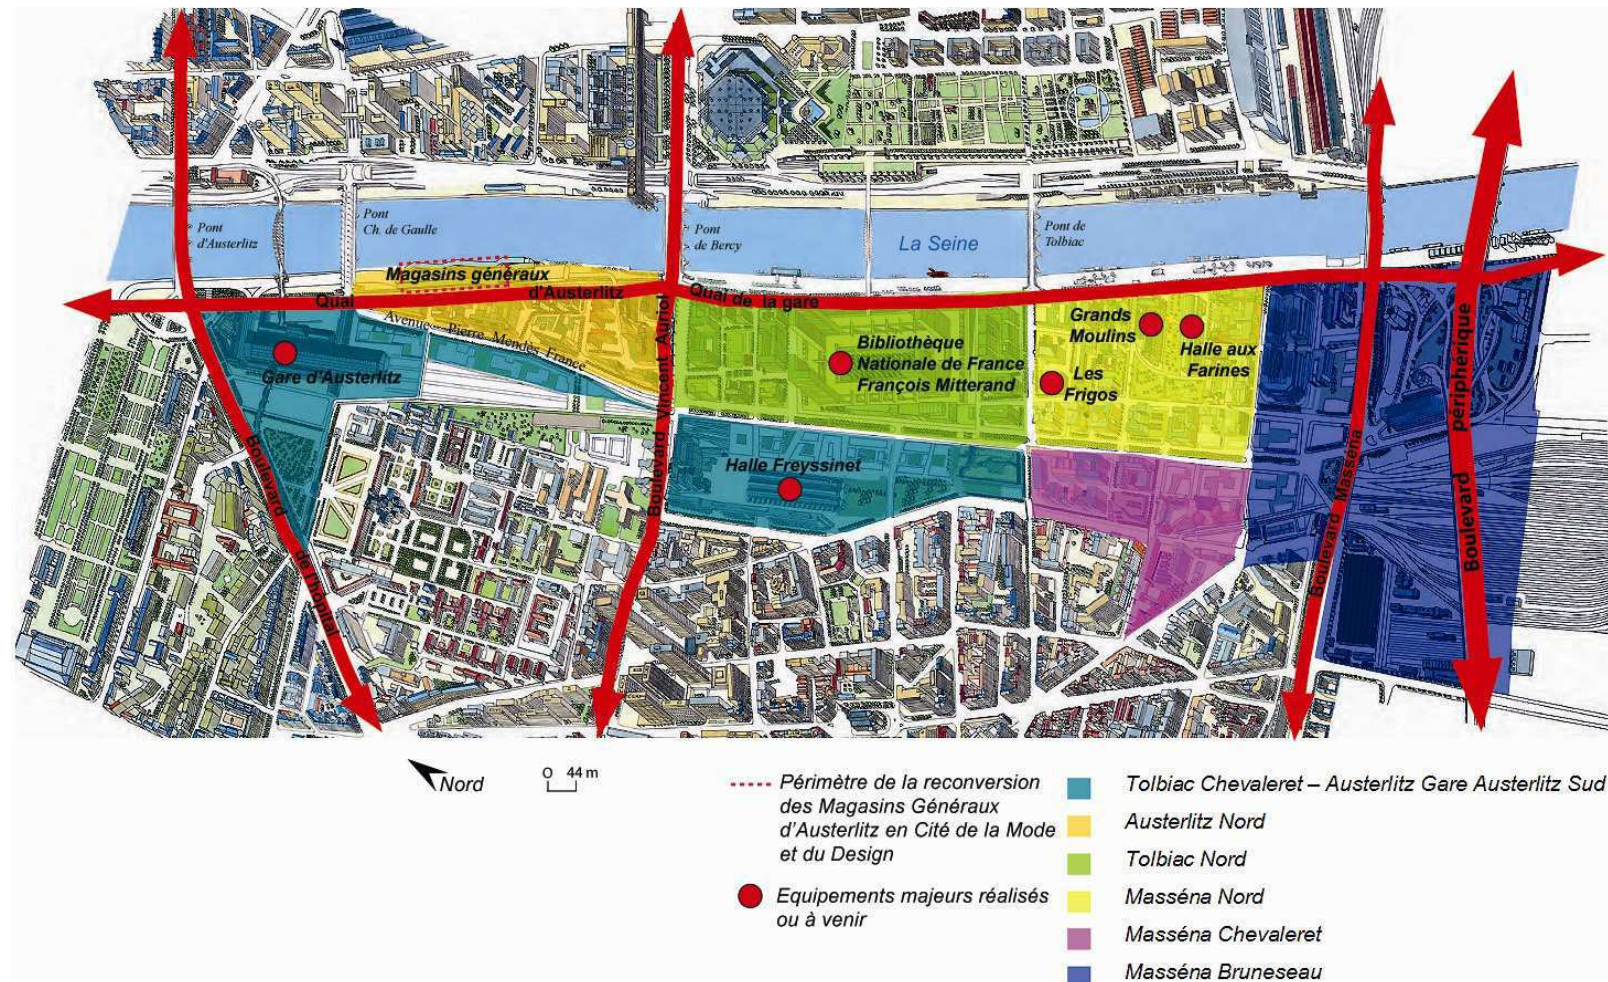 Pont
d'Austerlitz
Pont
Ch. de Gaulle
Pont
de Bercy
La Seine
Pont de
Tolbiac
Magasins généraux
Quai
d'Austerlitz
Quai de la gare
Avenue Pierre Mendès France
Gare d'Austerlitz
Boulevard Vincent Auriol
Bibliothèque
Nationale de France
François Mitterand
Grands
Moulins
Halle aux
Farines
Les
Frigos
Halle Freyssinet
Boulevard
de l'hôpital
Boulevard Masséna
Boulevard
périphérique
Nord
0 44 m
Périmètre de la reconversion
des Magasins Généraux
d'Austerlitz en Cité de la Mode
et du Design
Equipements majeurs réalisés
ou à venir
Tolbiac Chevaleret – Austerlitz Gare Austerlitz Sud
Austerlitz Nord
Tolbiac Nord
Masséna Nord
Masséna Chevaleret
Masséna Bruneseau